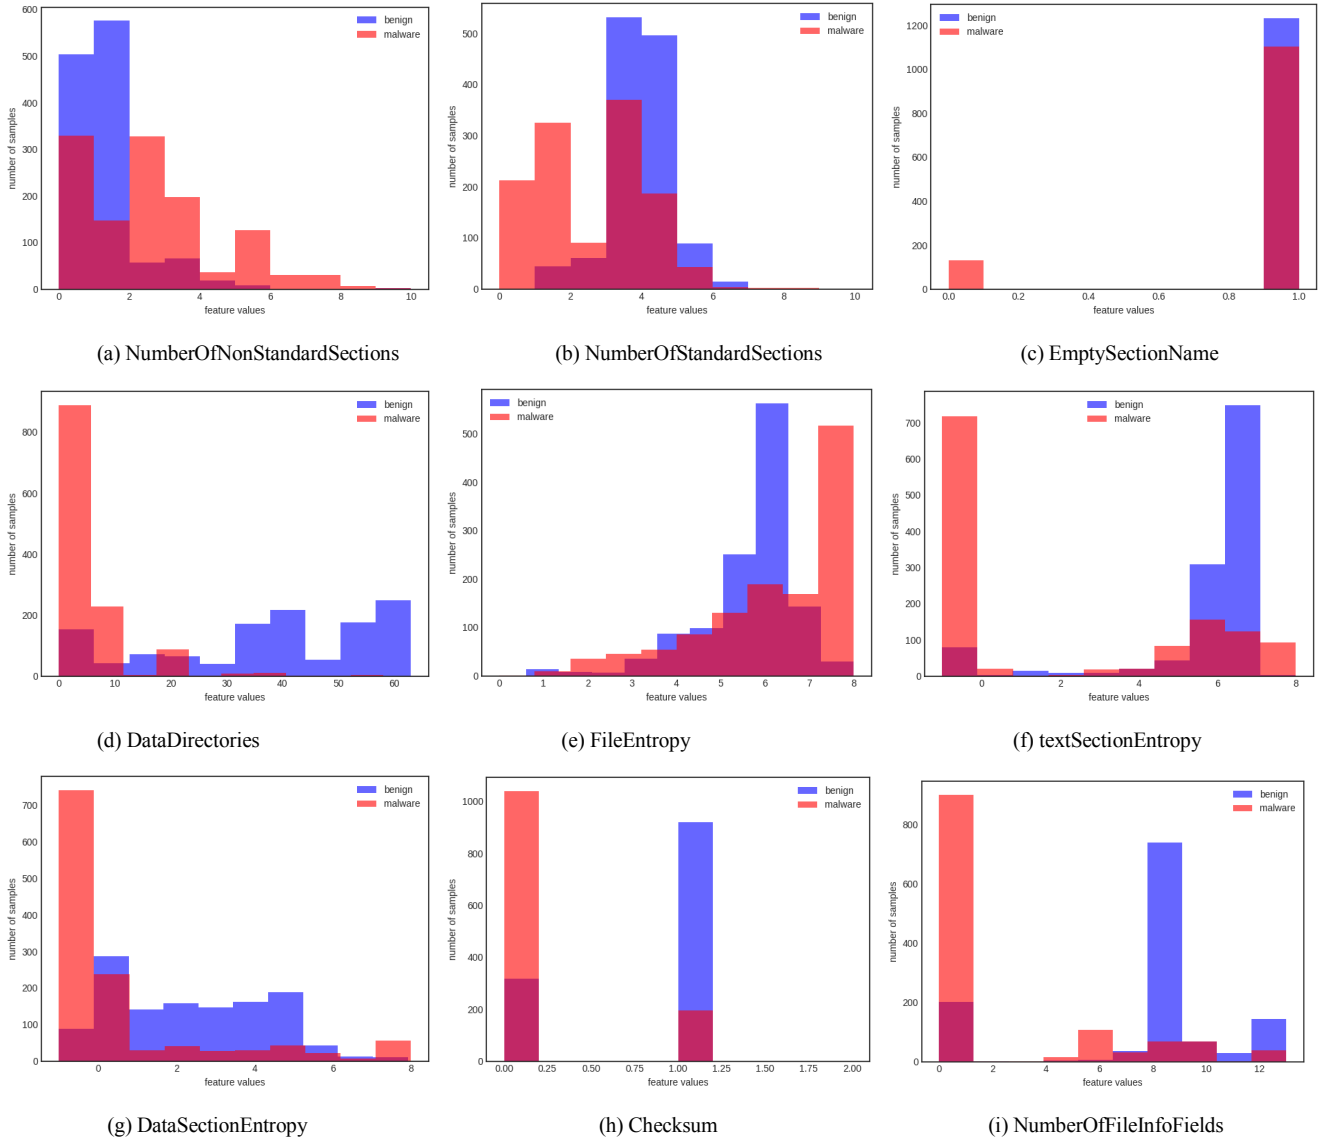 600
500
400
300
200
100
0
number of samples
0 2 4 6 8 10
feature values
benign
malware
(a) NumberOfNonStandardSections
500
400
300
200
100
0
number of samples
0 2 4 6 8 10
feature values
benign
malware
(b) NumberOfStandardSections
1200
1000
800
600
400
200
0
number of samples
0.0 0.2 0.4 0.6 0.8 1.0
feature values
benign
malware
(c) EmptySectionName
800
600
400
200
0
number of samples
0 10 20 30 40 50 60
feature values
benign
malware
(d) DataDirectories
500
400
300
200
100
0
number of samples
0 1 2 3 4 5 6 7 8
feature values
benign
malware
(e) FileEntropy
700
600
500
400
300
200
100
0
number of samples
0 2 4 6 8
feature values
benign
malware
(f) textSectionEntropy
700
600
500
400
300
200
100
0
number of samples
0 2 4 6 8
feature values
benign
malware
(g) DataSectionEntropy
1000
800
600
400
200
0
number of samples
0.00 0.25 0.50 0.75 1.00 1.25 1.50 1.75 2.00
feature values
benign
malware
(h) Checksum
800
600
400
200
0
number of samples
0 2 4 6 8 10 12
feature values
benign
malware
(i) NumberOfFileInfoFields